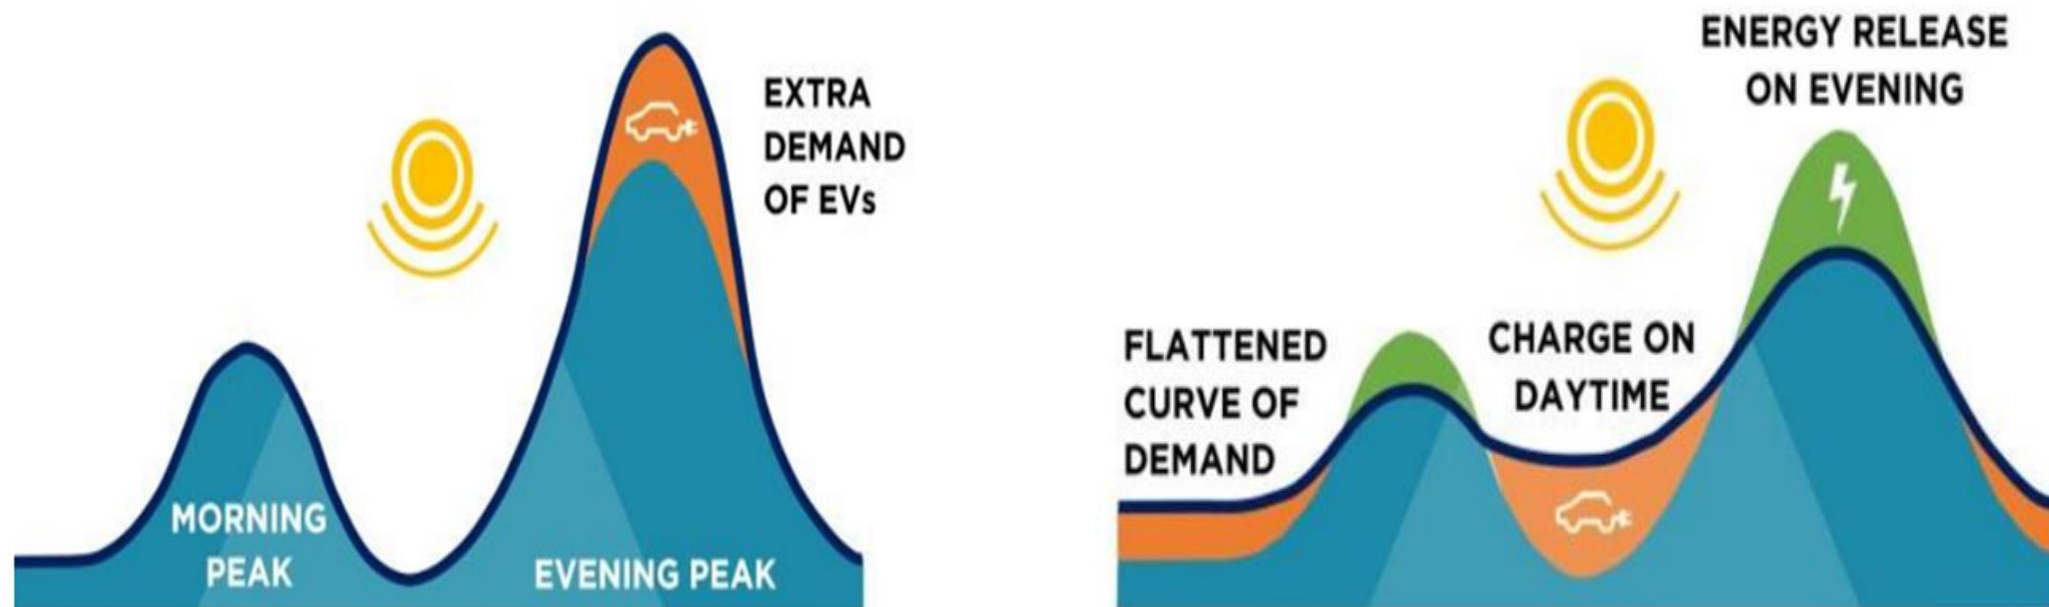 EXTRA
DEMAND
OF EVs
MORNING
PEAK
EVENING PEAK
ENERGY RELEASE
ON EVENING
FLATTENED
CURVE OF
DEMAND
CHARGE ON
DAYTIME